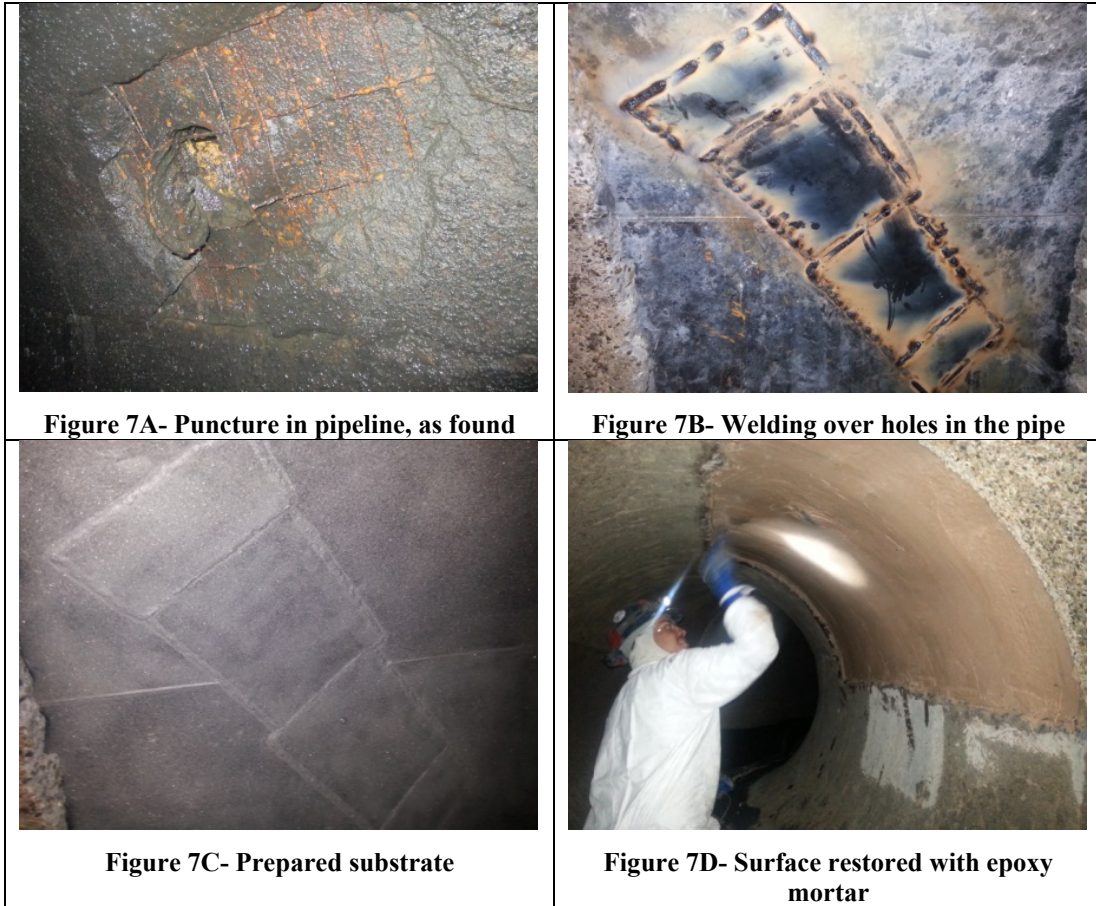 Figure 7A- Puncture in pipeline, as found
Figure 7B- Welding over holes in the pipe
Figure 7C- Prepared substrate
Figure 7D- Surface restored with epoxy
mortar